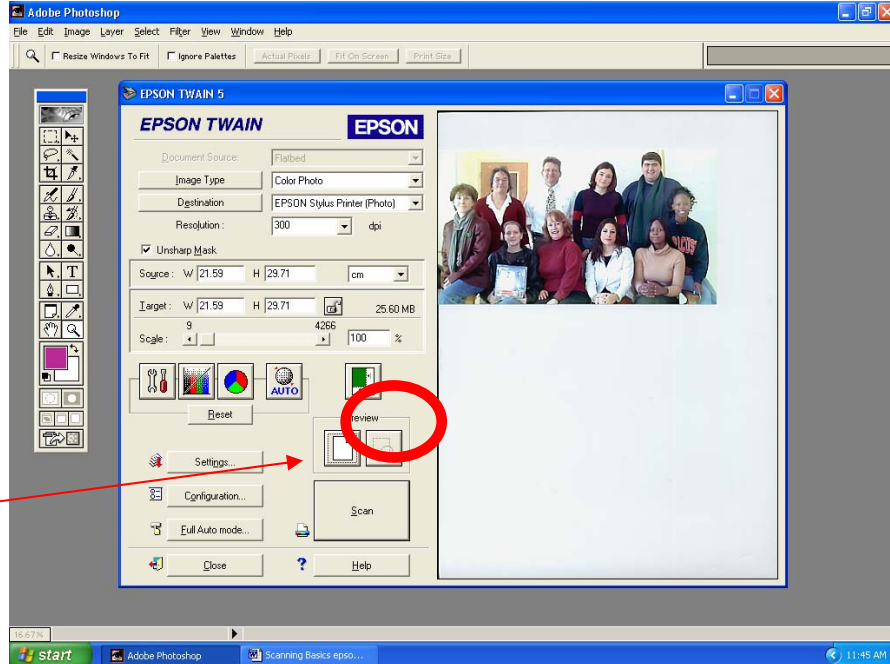 Adobe Photoshop
File Edit Image Layer Select Filter View Window Help
Resize Windows To Fit Ignore Palettes Actual Pixels Fit On Screen Print Size
EPSON TWAIN 5
EPSON TWAIN EPSON
Document Source: Flatbed
Image Type Color Photo
Destination EPSON Stylus Printer (Photo)
Resolution : 300 dpi
Unsharp Mask
Source : W 21.59 H 29.71 cm
Target : W 21.59 H 29.71 25.60 MB
9 4266
Scale : 100 %
AUTO
Reset
review
Settings...
Configuration...
Scan
Full Auto mode...
Close ? Help
T
16.67%
start Adobe Photoshop Scanning Basics epso... 11:45 AM